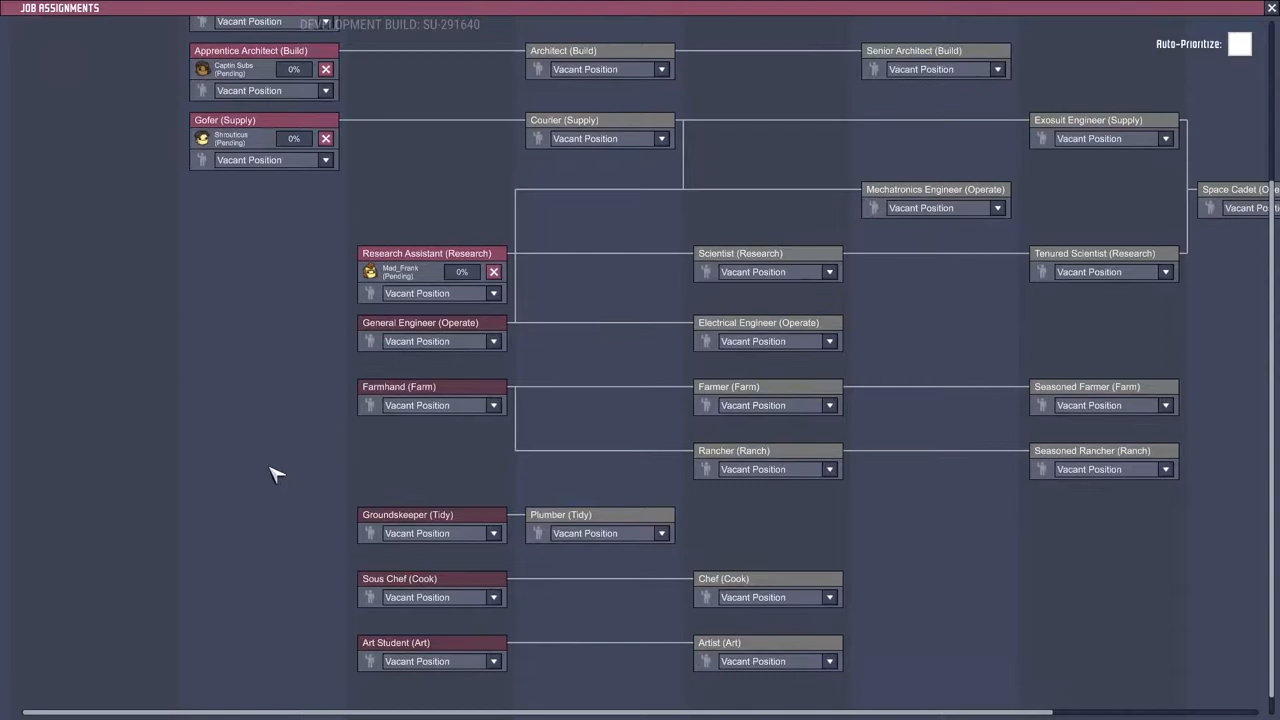 JOB ASSIGNMENTS
DEVELOPMENT BUILD: SU-291640
Vacant Position
Auto-Prioritize:
Apprentice Architect (Build)
Captin Subs
(Pending)
0%
Vacant Position
Architect (Build)
Vacant Position
Senior Architect (Build)
Vacant Position
Gofer (Supply)
Shrouticus
(Pending)
0%
Vacant Position
Courier (Supply)
Vacant Position
Exosuit Engineer (Supply)
Vacant Position
Mechatronics Engineer (Operate)
Vacant Position
Space Cadet (O
Vacant
Research Assistant (Research)
Mad_Frank
(Pending)
0%
Vacant Position
Scientist (Research)
Vacant Position
Tenured Scientist (Research)
Vacant Position
General Engineer (Operate)
Vacant Position
Electrical Engineer (Operate)
Vacant Position
Farmhand (Farm)
Vacant Position
Farmer (Farm)
Vacant Position
Seasoned Farmer (Farm)
Vacant Position
Rancher (Ranch)
Vacant Position
Seasoned Rancher (Ranch)
Vacant Position
Groundskeeper (Tidy)
Vacant Position
Plumber (Tidy)
Vacant Position
Sous Chef (Cook)
Vacant Position
Chef (Cook)
Vacant Position
Art Student (Art)
Vacant Position
Artist (Art)
Vacant Position